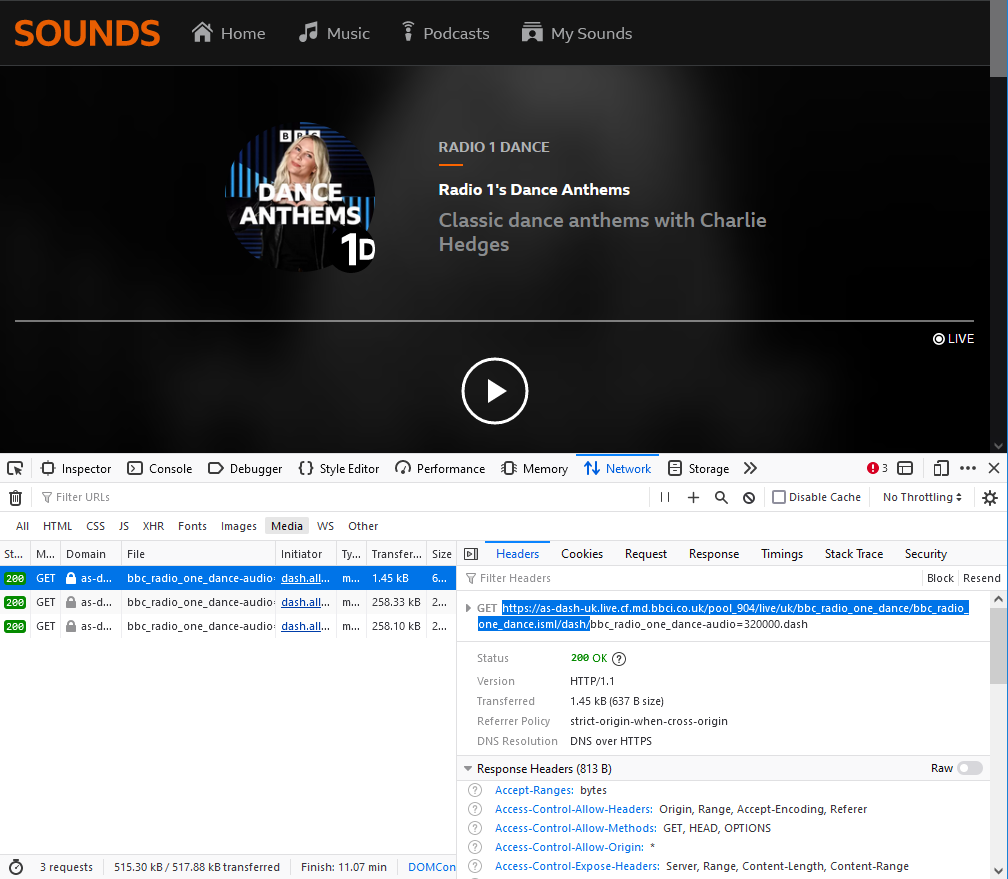 SOUNDS Home Music Podcasts My Sounds
BBC
DANCE
ANTHEMS
1D
RADIO 1 DANCE
Radio 1's Dance Anthems
Classic dance anthems with Charlie
Hedges
LIVE
Inspector Console Debugger Style Editor Performance Memory Network Storage 3
Filter URLs Disable Cache No Throttling
All HTML CSS JS XHR Fonts Images Media WS Other
St... M... Domain File Initiator Ty... Transfer... Size
200 GET as-d... bbc_radio_one_dance-audio= dash.all... m... 1.45 kB 6...
200 GET as-d... bbc_radio_one_dance-audio= dash.all... m... 258.33 kB 2...
200 GET as-d... bbc_radio_one_dance-audio= dash.all... m... 258.10 kB 2...
3 requests 515.30 kB / 517.88 kB transferred Finish: 11.07 min DOMCon
Headers Cookies Request Response Timings Stack Trace Security
Filter Headers Block Resend
GET https://as-dash-uk.live.cf.md.bbci.co.uk/pool_904/live/uk/bbc_radio_one_dance/bbc_radio_
one_dance.isml/dash/bbc_radio_one_dance-audio=320000.dash
Status 200 OK ?
Version HTTP/1.1
Transferred 1.45 kB (637 B size)
Referrer Policy strict-origin-when-cross-origin
DNS Resolution DNS over HTTPS
Response Headers (813 B) Raw
? Accept-Ranges: bytes
? Access-Control-Allow-Headers: Origin, Range, Accept-Encoding, Referer
? Access-Control-Allow-Methods: GET, HEAD, OPTIONS
? Access-Control-Allow-Origin: *
? Access-Control-Expose-Headers: Server, Range, Content-Length, Content-Range